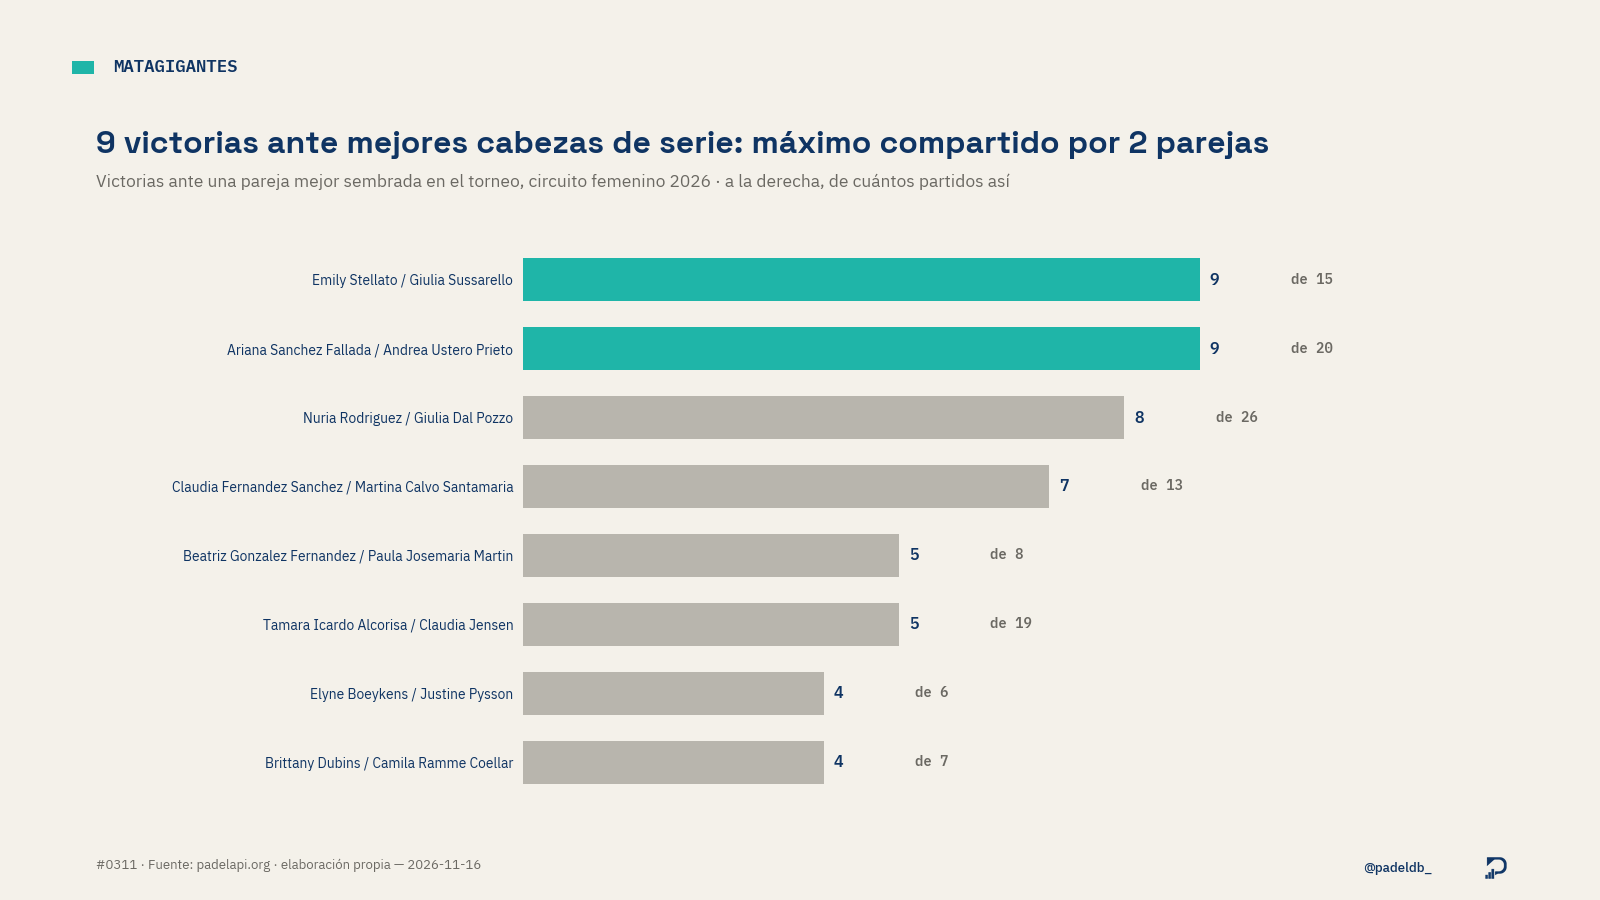 MATAGIGANTES
9 victorias ante mejores cabezas de serie: máximo compartido por 2 parejas
Victorias ante una pareja mejor sembrada en el torneo, circuito femenino 2026 · a la derecha, de cuántos partidos así
Emily Stellato / Giulia Sussarello 9 de 15
Ariana Sanchez Fallada / Andrea Ustero Prieto 9 de 20
Nuria Rodriguez / Giulia Dal Pozzo 8 de 26
Claudia Fernandez Sanchez / Martina Calvo Santamaria 7 de 13
Beatriz Gonzalez Fernandez / Paula Josemaria Martin 5 de 8
Tamara Icardo Alcorisa / Claudia Jensen 5 de 19
Elyne Boeykens / Justine Pysson 4 de 6
Brittany Dubins / Camila Ramme Coellar 4 de 7
#0311 · Fuente: padelapi.org · elaboración propia — 2026-11-16
@padeldb_